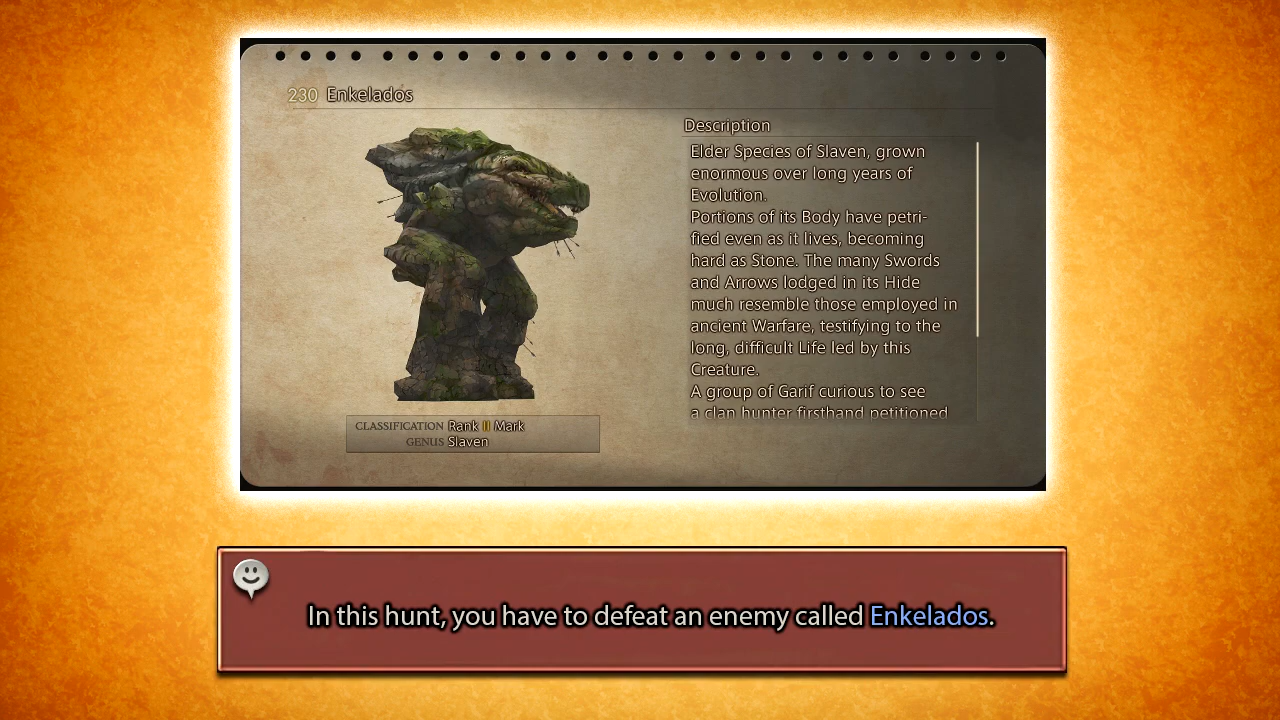 230 Enkelados
Description
Elder Species of Slaven, grown
enormous over long years of
Evolution.
Portions of its Body have petri-
fied even as it lives, becoming
hard as Stone. The many Swords
and Arrows lodged in its Hide
much resemble those employed in
ancient Warfare, testifying to the
long, difficult Life led by this
Creature.
A group of Garif curious to see
a clan hunter firsthand petitioned
CLASSIFICATION Rank II Mark
GENUS Slaven
In this hunt, you have to defeat an enemy called Enkelados.